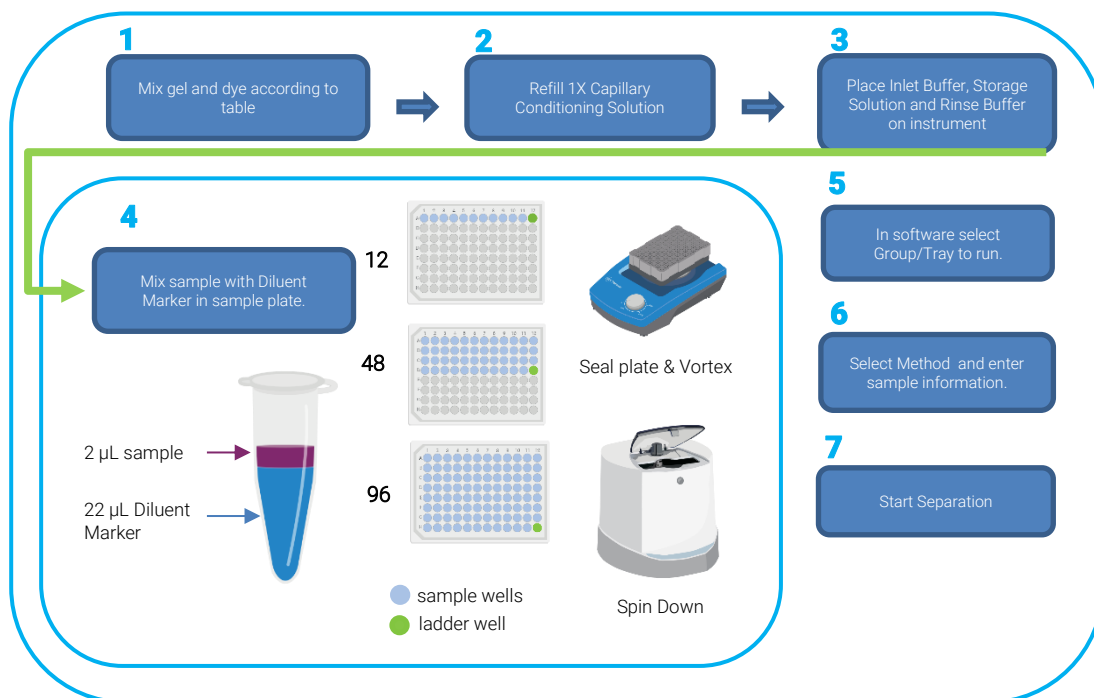 1
Mix gel and dye according to
table
2
Refill 1X Capillary
Conditioning Solution
3
Place Inlet Buffer, Storage
Solution and Rinse Buffer
on instrument
4
Mix sample with Diluent
Marker in sample plate.
2 µL sample
22 µL Diluent
Marker
12
48
96
sample wells
ladder well
Seal plate & Vortex
Spin Down
5
In software select
Group/Tray to run.
6
Select Method and enter
sample information.
7
Start Separation